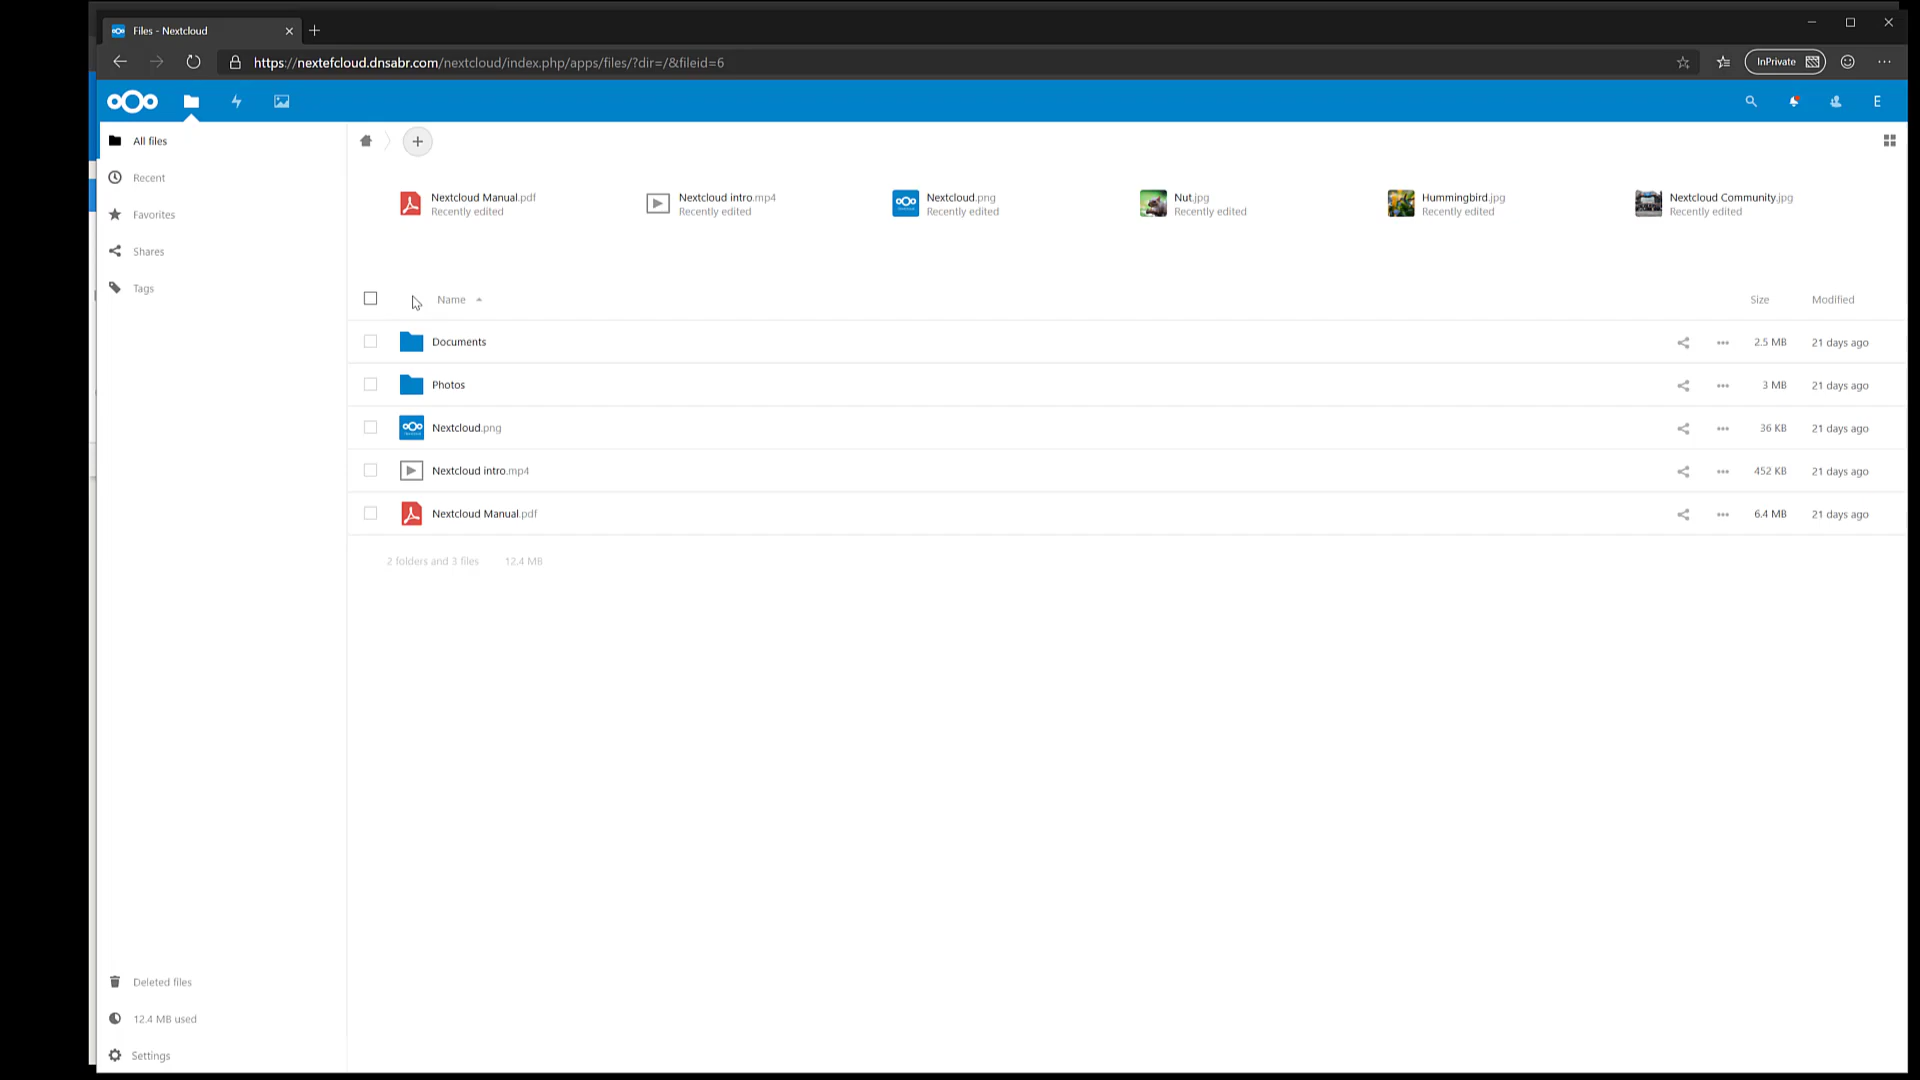 Files - Nextcloud
https://nextefcloud.dnsabr.com/nextcloud/index.php/apps/files/?dir=/&fileid=6
InPrivate
E
All files
Recent
Favorites
Shares
Tags
Nextcloud Manual.pdf
Recently edited
Nextcloud intro.mp4
Recently edited
Nextcloud.png
Recently edited
Nut.jpg
Recently edited
Hummingbird.jpg
Recently edited
Nextcloud Community.jpg
Recently edited
Name Size Modified
Documents 2.5 MB 21 days ago
Photos 3 MB 21 days ago
Nextcloud.png 36 KB 21 days ago
Nextcloud intro.mp4 452 KB 21 days ago
Nextcloud Manual.pdf 6.4 MB 21 days ago
2 folders and 3 files 12.4 MB
Deleted files
12.4 MB used
Settings